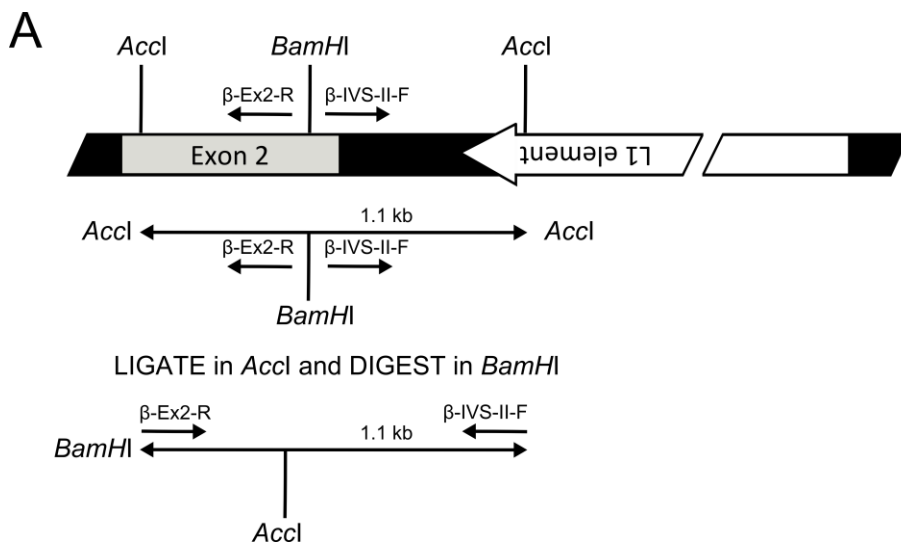 A
AccI
BamHI
AccI
β-Ex2-R
β-IVS-II-F
Exon 2
L1 element
1.1 kb
AccI
AccI
β-Ex2-R
β-IVS-II-F
BamHI
LIGATE in AccI and DIGEST in BamHI
β-Ex2-R
β-IVS-II-F
1.1 kb
BamHI
AccI